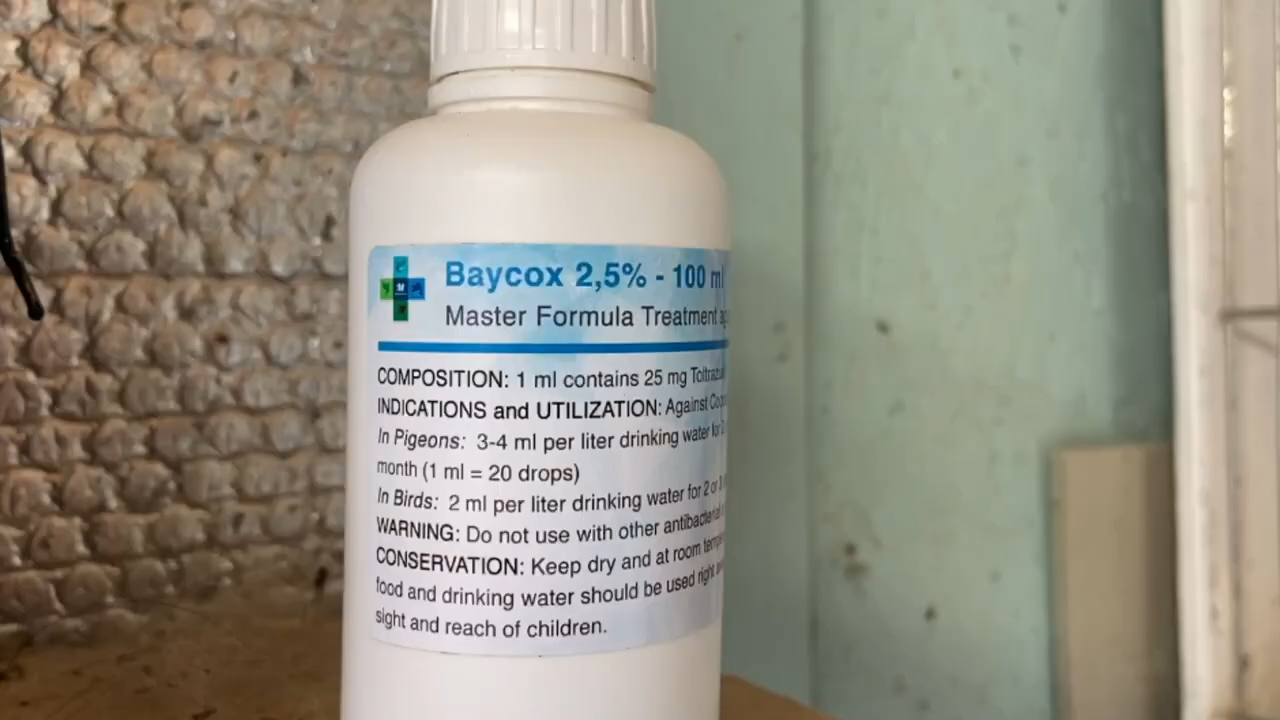 Baycox 2,5% - 100 ml
Master Formula Treatment
COMPOSITION: 1 ml contains 25 mg
INDICATIONS and UTILIZATION: Against
In Pigeons: 3-4 ml per liter drinking water for
month (1 ml = 20 drops)
In Birds: 2 ml per liter drinking water for 2 or 3
WARNING: Do not use with other antibacterial
CONSERVATION: Keep dry and at room
food and drinking water should be used right
sight and reach of children.